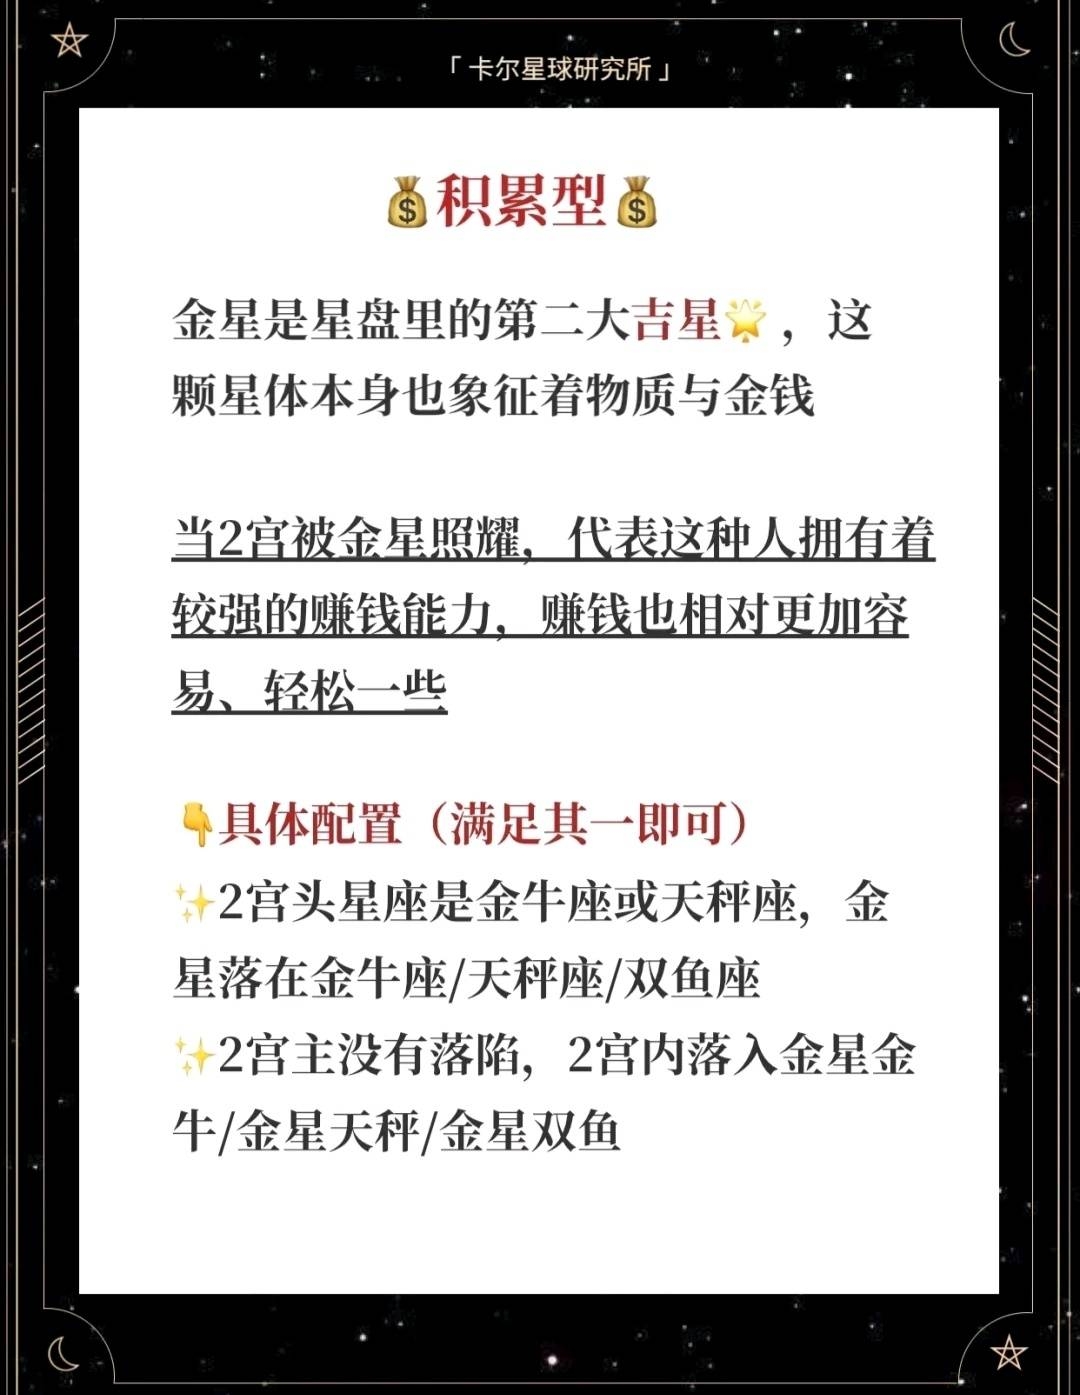 「卡尔星球研究所」
💰积累型💰
金星是星盘里的第二大吉星🌟，这
颗星体本身也象征着物质与金钱
当2宫被金星照耀，代表这种人拥有着
较强的赚钱能力，赚钱也相对更加容
易、轻松一些
👇具体配置（满足其一即可）
✨2宫头星座是金牛座或天秤座，金
星落在金牛座/天秤座/双鱼座
✨2宫主没有落陷，2宫内落入金星金
牛/金星天秤/金星双鱼